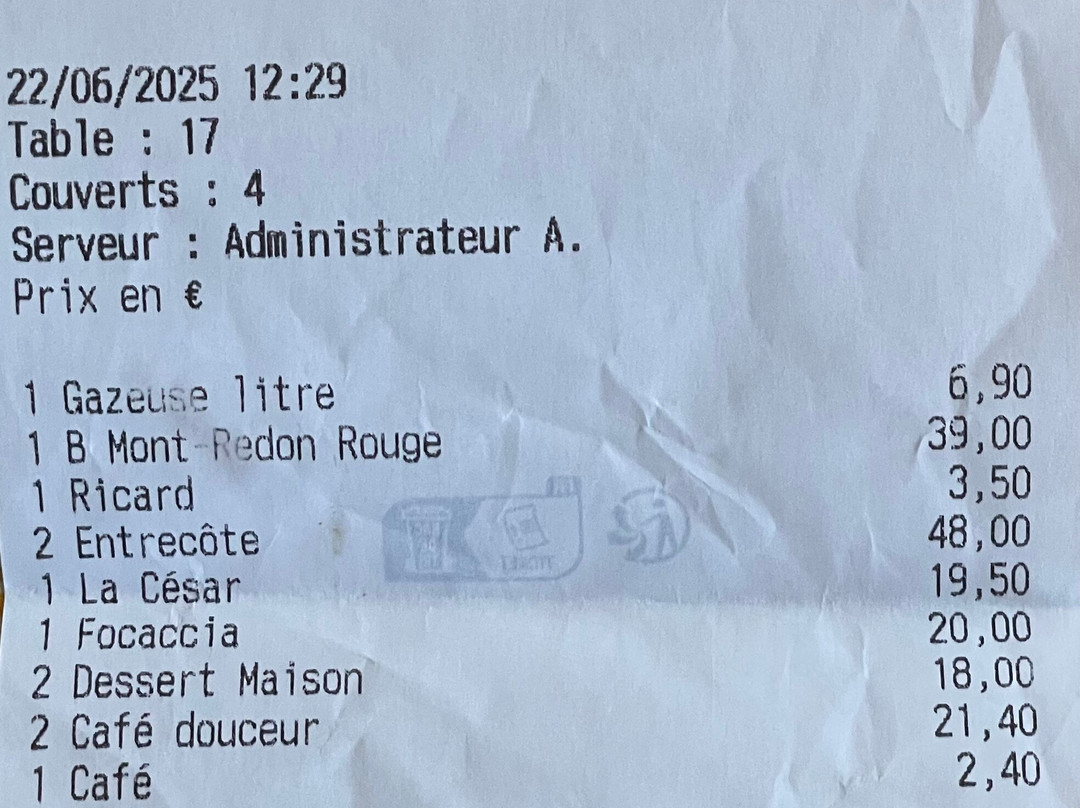 22/06/2025 12:29
Table : 17
Couverts : 4
Serveur : Administrateur A.
Prix en €
1 Gazeuse litre 6,90
1 B Mont-Redon Rouge 39,00
1 Ricard 3,50
2 Entrecôte 48,00
1 La César 19,50
1 Focaccia 20,00
2 Dessert Maison 18,00
2 Café douceur 21,40
1 Café 2,40